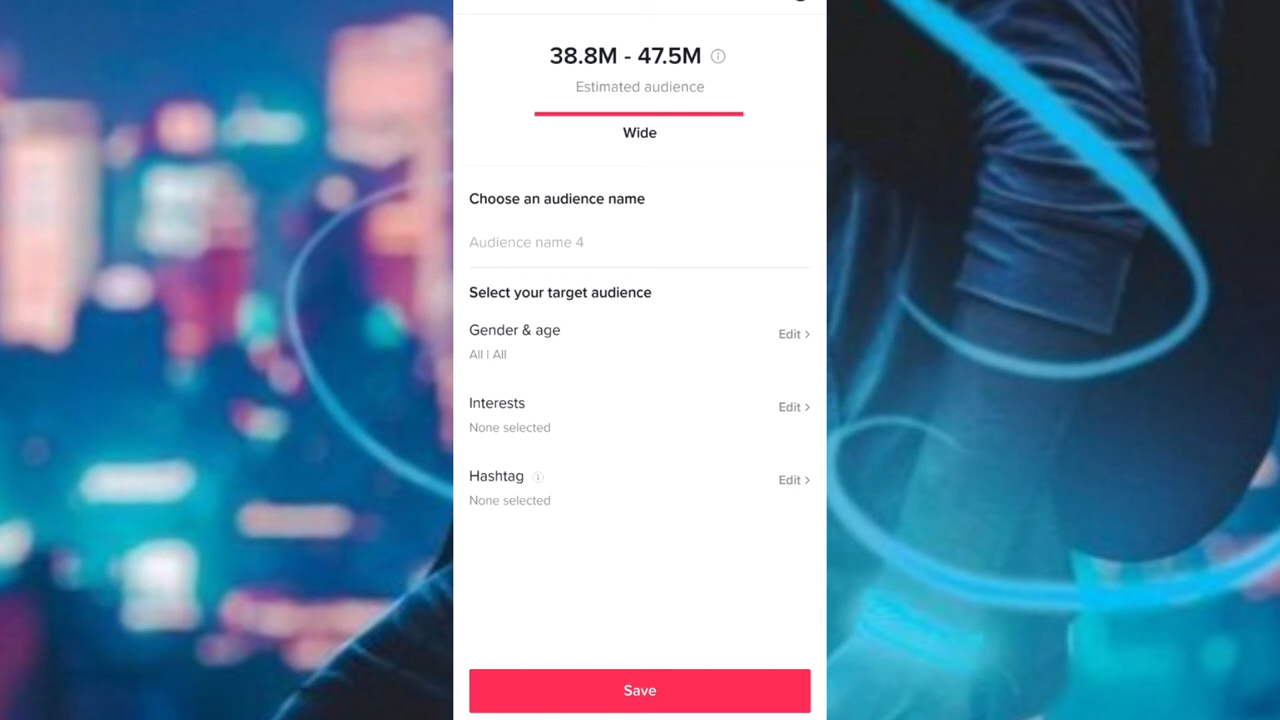 38.8M - 47.5M
Estimated audience
Wide
Choose an audience name
Audience name 4
Select your target audience
Gender & age
Edit >
All | All
Interests
Edit >
None selected
Hashtag
Edit >
None selected
Save